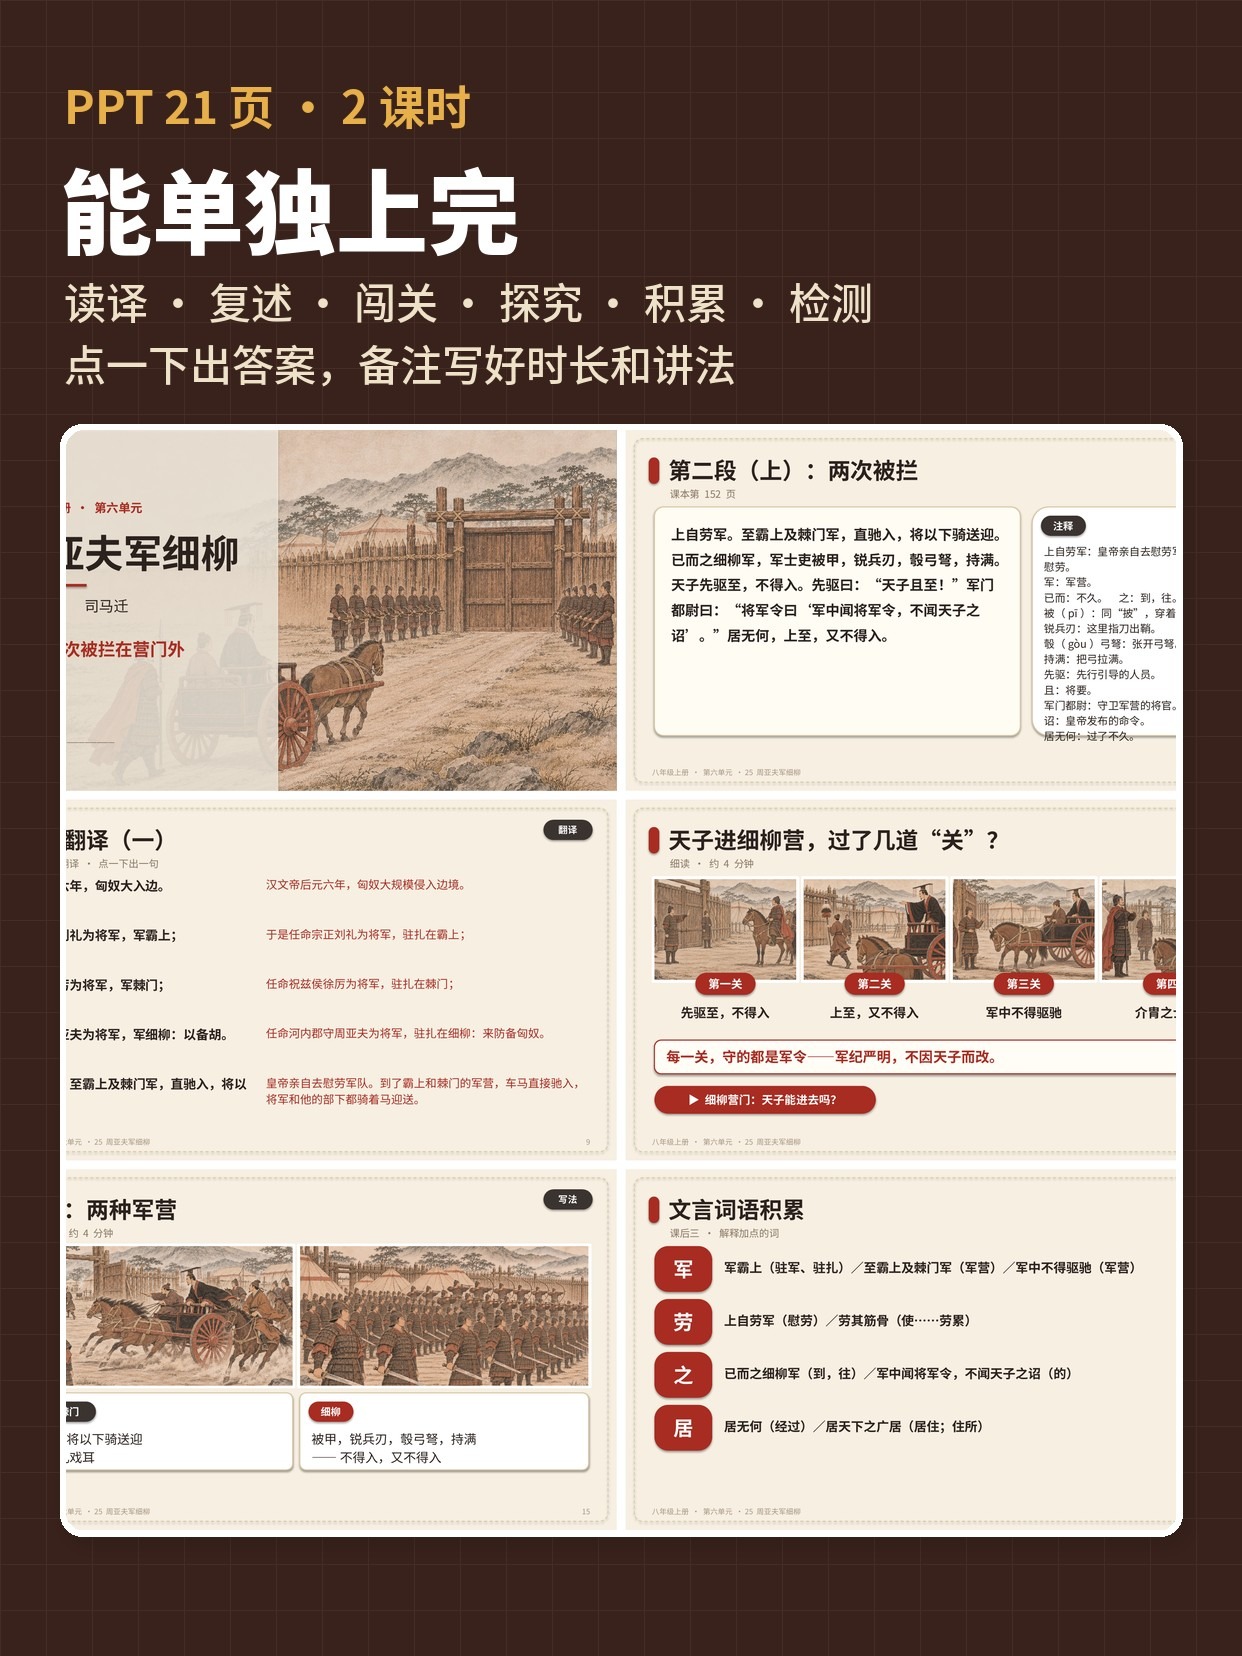 PPT 21 页 · 2 课时
能单独上完
读译 · 复述 · 闯关 · 探究 · 积累 · 检测
点一下出答案，备注写好时长和讲法
· 第六单元
亚夫军细柳
司马迁
次被拦在营门外
第二段（上）：两次被拦
课本第 152 页
上自劳军。至霸上及棘门军，直驰入，将以下骑送迎。
已而之细柳军，军士吏被甲，锐兵刃，彀弓弩，持满。
天子先驱至，不得入。先驱曰：“天子且至！”军门
都尉曰：“将军令曰‘军中闻将军令，不闻天子之
诏’。”居无何，上至，又不得入。
注释
上自劳军：皇帝亲自去慰劳军
慰劳。
军：军营。
已而：不久。 之：到，往。
被（pī）：同“披”，穿着
锐兵刃：这里指刀出鞘。
彀（gòu）弓弩：张开弓弩
持满：把弓拉满。
先驱：先行引导的人员。
且：将要。
军门都尉：守卫军营的将官。
诏：皇帝发布的命令。
居无何：过了不久。
八年级上册 · 第六单元 · 25 周亚夫军细柳
翻译（一）
翻译
译 · 点一下出一句
年，匈奴大入边。
汉文帝后元六年，匈奴大规模侵入边境。
礼为将军，军霸上；
于是任命宗正刘礼为将军，驻扎在霸上；
为将军，军棘门；
任命祝兹侯徐厉为将军，驻扎在棘门；
夫为将军，军细柳：以备胡。
任命河内郡守周亚夫为将军，驻扎在细柳：来防备匈奴。
至霸上及棘门军，直驰入，将以
皇帝亲自去慰劳军队。到了霸上和棘门的军营，车马直接驰入，
将军和他的部下都骑着马迎送。
单元 · 25 周亚夫军细柳
9
天子进细柳营，过了几道“关”？
细读 · 约 4 分钟
第一关
第二关
第三关
第四
先驱至，不得入
上至，又不得入
军中不得驱驰
介胄之
每一关，守的都是军令——军纪严明，不因天子而改。
▶ 细柳营门：天子能进去吗？
八年级上册 · 第六单元 · 25 周亚夫军细柳
：两种军营
写法
约 4 分钟
门
将以下骑送迎
戏耳
细柳
被甲，锐兵刃，彀弓弩，持满
—— 不得入，又不得入
单元 · 25 周亚夫军细柳
15
文言词语积累
课后三 · 解释加点的词
军
军霸上（驻军、驻扎）／至霸上及棘门军（军营）／军中不得驱驰（军营）
劳
上自劳军（慰劳）／劳其筋骨（使……劳累）
之
已而之细柳军（到，往）／军中闻将军令，不闻天子之诏（的）
居
居无何（经过）／居天下之广居（居住；住所）
八年级上册 · 第六单元 · 25 周亚夫军细柳